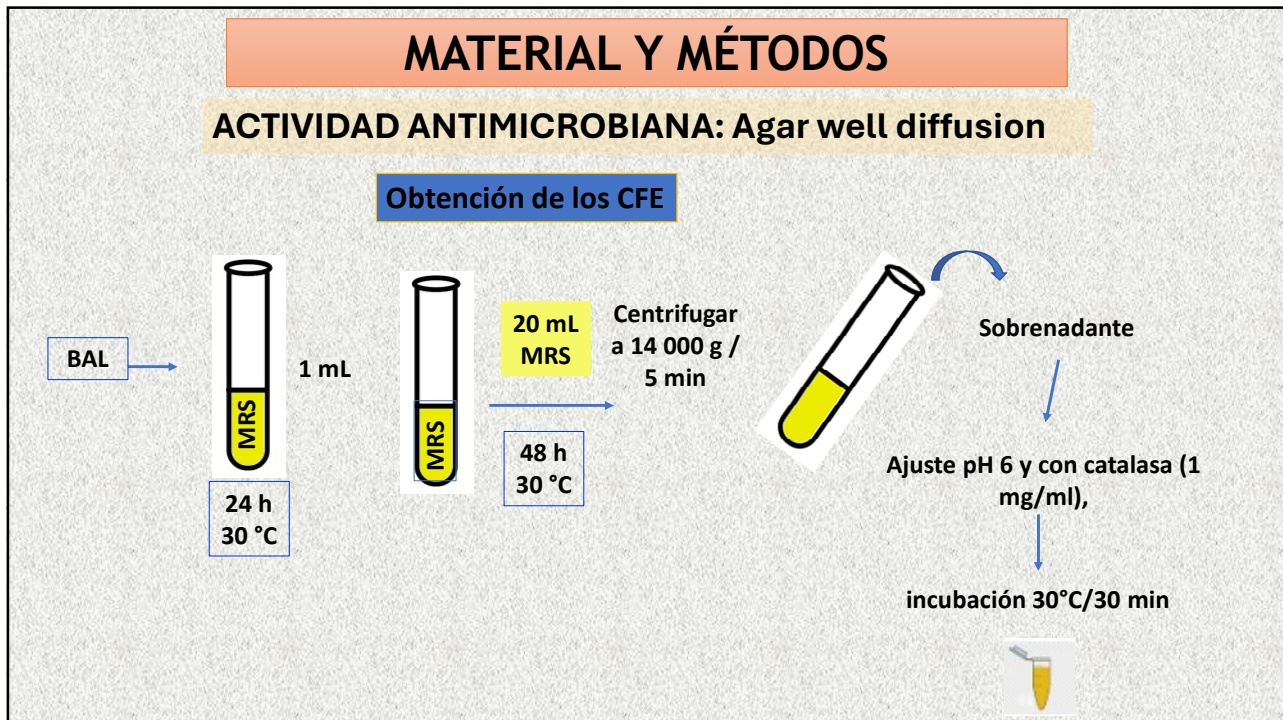 MATERIAL Y MÉTODOS
ACTIVIDAD ANTIMICROBIANA: Agar well diffusion
Obtención de los CFE
BAL
MRS
1 mL
24 h
30 °C
MRS
20 mL
MRS
48 h
30 °C
Centrifugar
a 14 000 g /
5 min
Sobrenadante
Ajuste pH 6 y con catalasa (1
mg/ml),
incubación 30°C/30 min